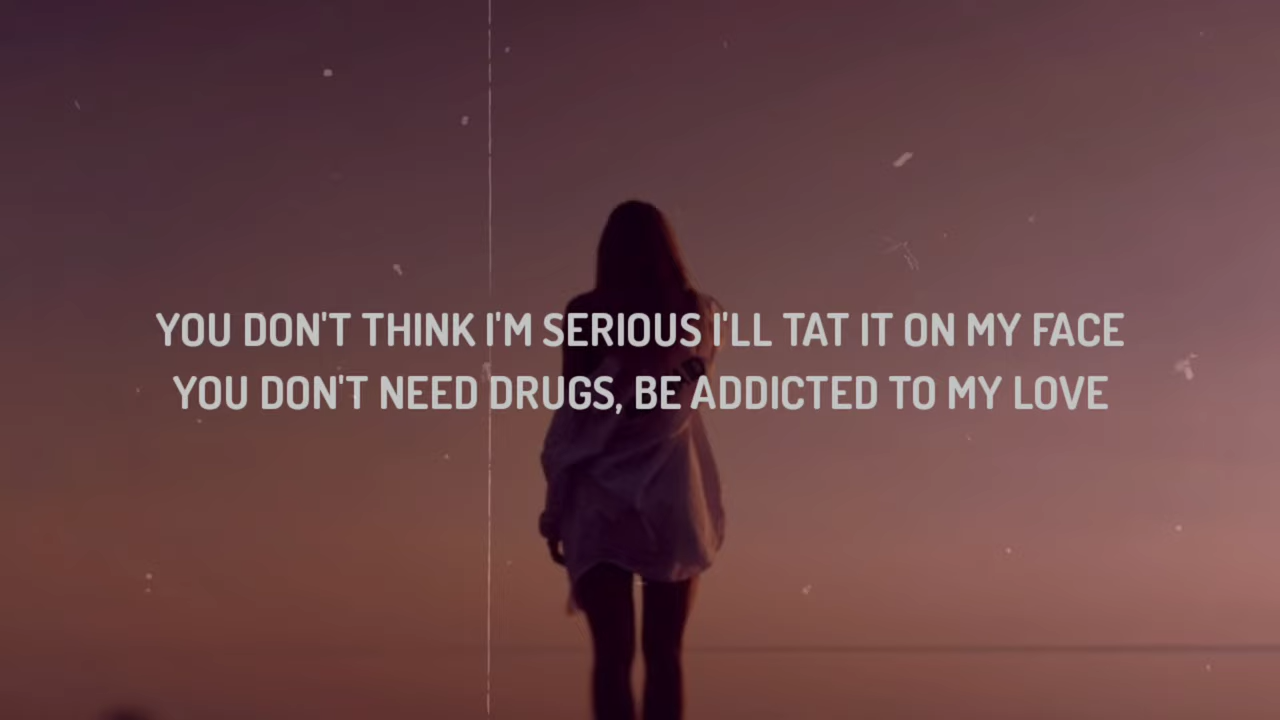 YOU DON'T THINK I'M SERIOUS I'LL TAT IT ON MY FACE
YOU DON'T NEED DRUGS, BE ADDICTED TO MY LOVE